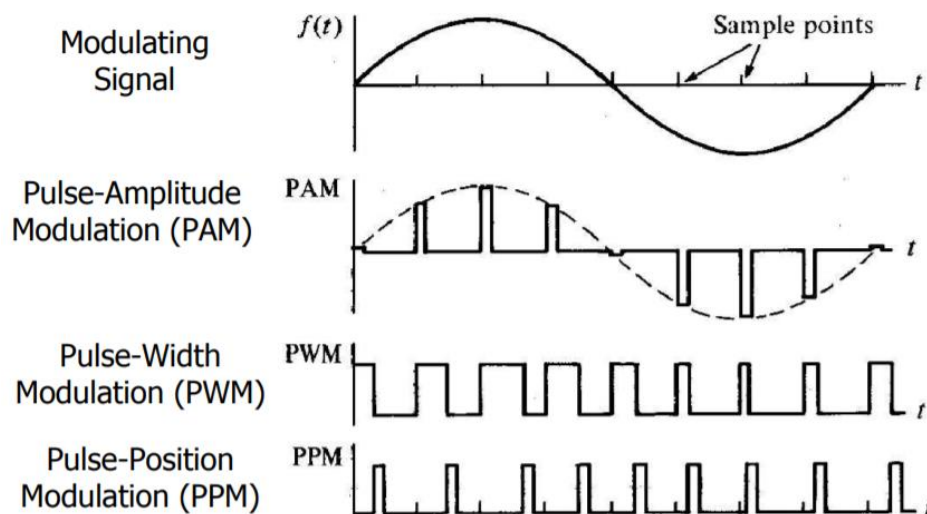 Modulating
Signal
f(t)
Sample points
t
Pulse-Amplitude
Modulation (PAM)
PAM
t
Pulse-Width
Modulation (PWM)
PWM
t
Pulse-Position
Modulation (PPM)
PPM